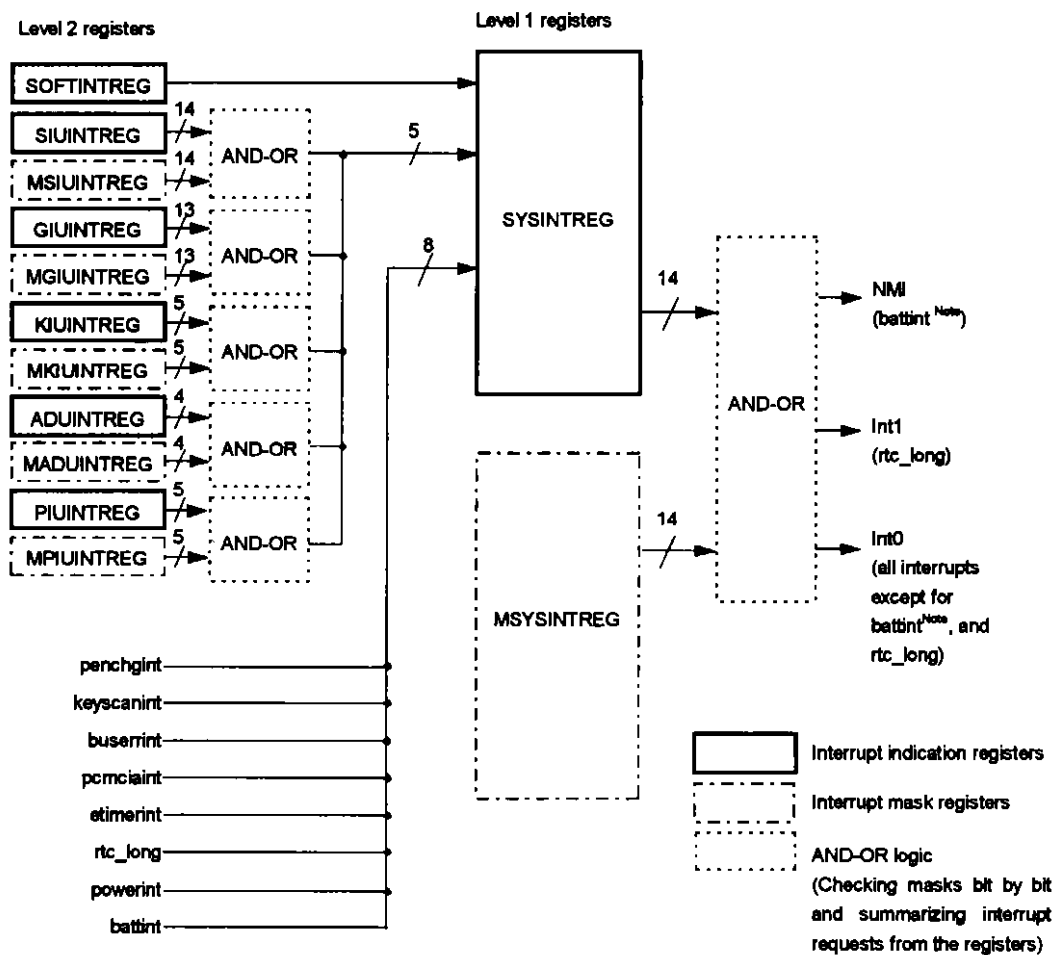 Level 2 registers
Level 1 registers
SOFTINTREG
SIUINTREG
14
MSIUINTREG
14
AND-OR
GIUINTREG
13
MGIUINTREG
13
AND-OR
KIUINTREG
5
MKIUINTREG
5
AND-OR
ADUINTREG
4
MADUINTREG
4
AND-OR
PIUINTREG
5
MPIUINTREG
5
AND-OR
5
8
SYSINTREG
14
MSYSINTREG
14
AND-OR
NMI
(battint Note)
Int1
(rtc_long)
Int0
(all interrupts
except for
battint Note, and
rtc_long)
penchgint
keyscanint
buserrint
pcmciaint
etimerint
rtc_long
powerint
battint
Interrupt indication registers
Interrupt mask registers
AND-OR logic
(Checking masks bit by bit
and summarizing interrupt
requests from the registers)